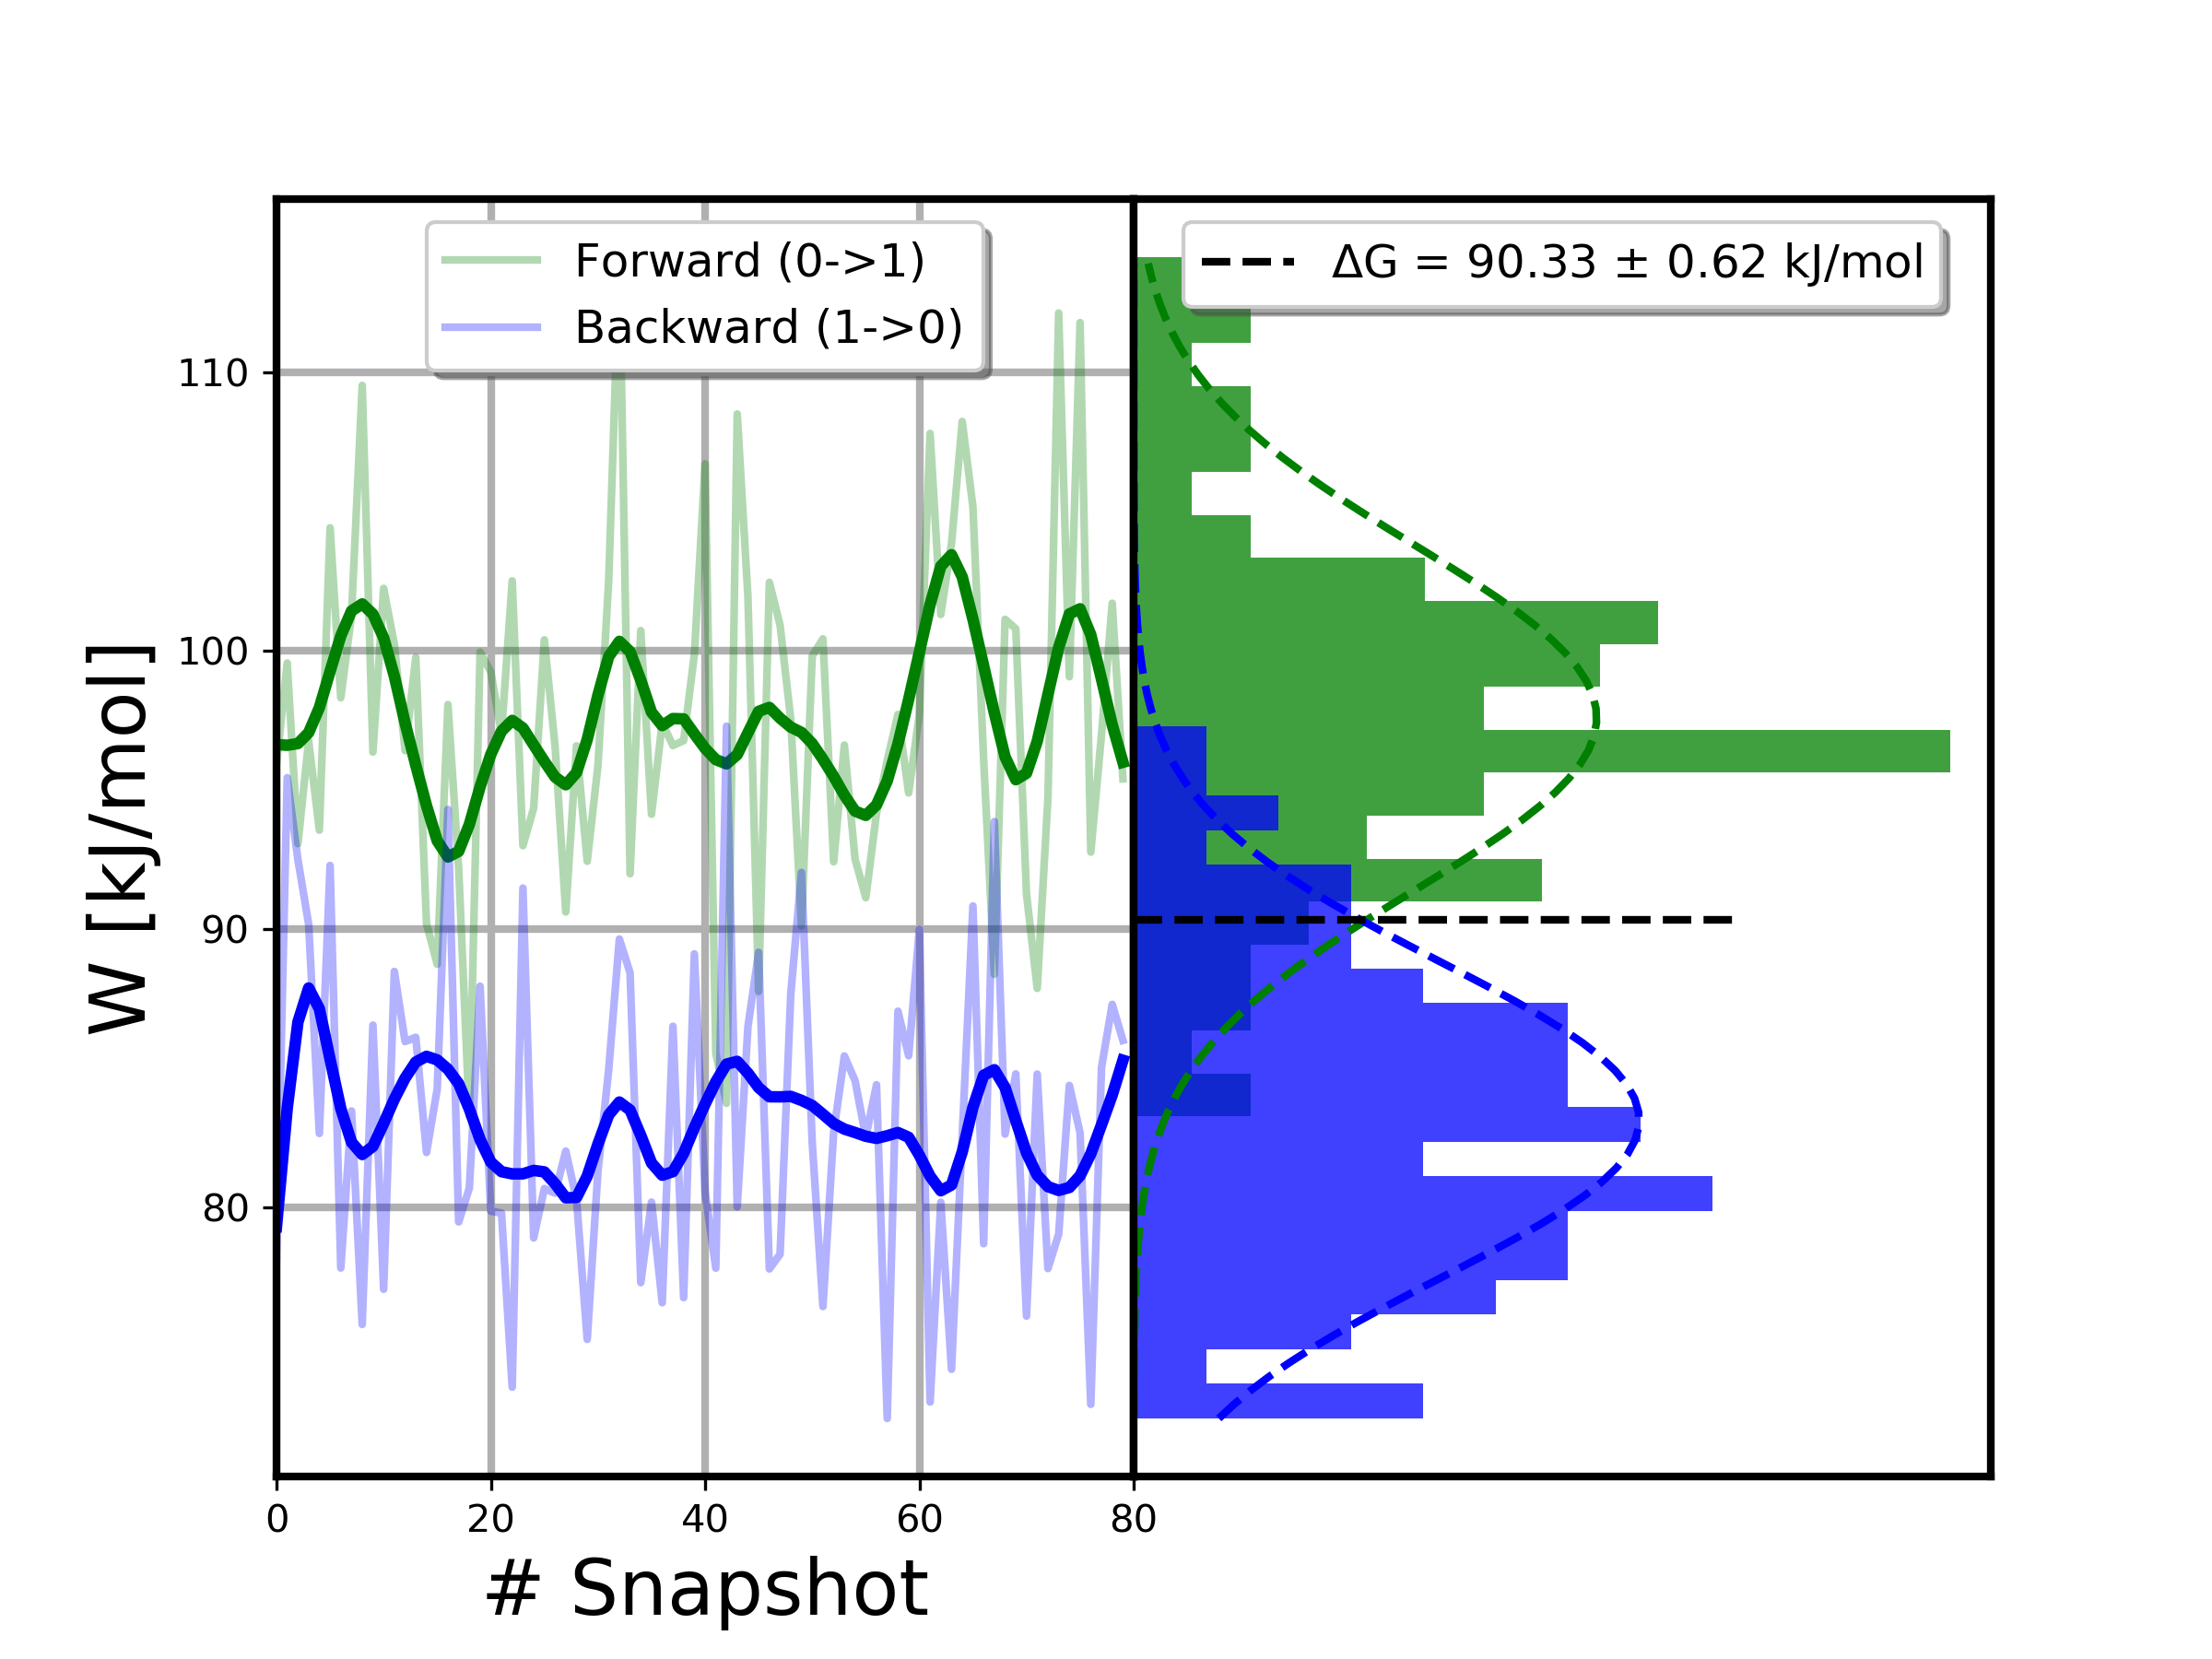 Forward (0->1)
Backward (1->0)
ΔG = 90.33 ± 0.62 kJ/mol
W [kJ/mol]
110
100
90
80
0 20 40 60 80
# Snapshot